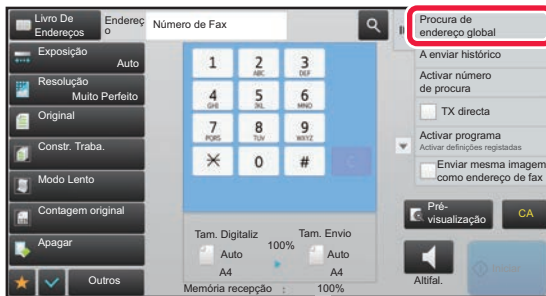 Livro De
Endereços
Endereç
o
Número de Fax
Procura de
endereço global
Exposição
Auto
A enviar histórico
Resolução
Muito Perfeito
Activar número
de procura
Original
TX directa
Constr. Traba.
Activar programa
Activar definições registadas
Modo Lento
Enviar mesma imagem
como endereço de fax
Contagem original
Pré-
visualização
CA
Apagar
Outros
1
2
ABC
3
DEF
4
GHI
5
JKL
6
MNO
7
PQRS
8
TUV
9
WXYZ
0
#
C
Tam. Digitaliz
100%
Tam. Envio
Auto
A4
Auto
A4
Memória recepção : 100%
Altifal.
Iniciar